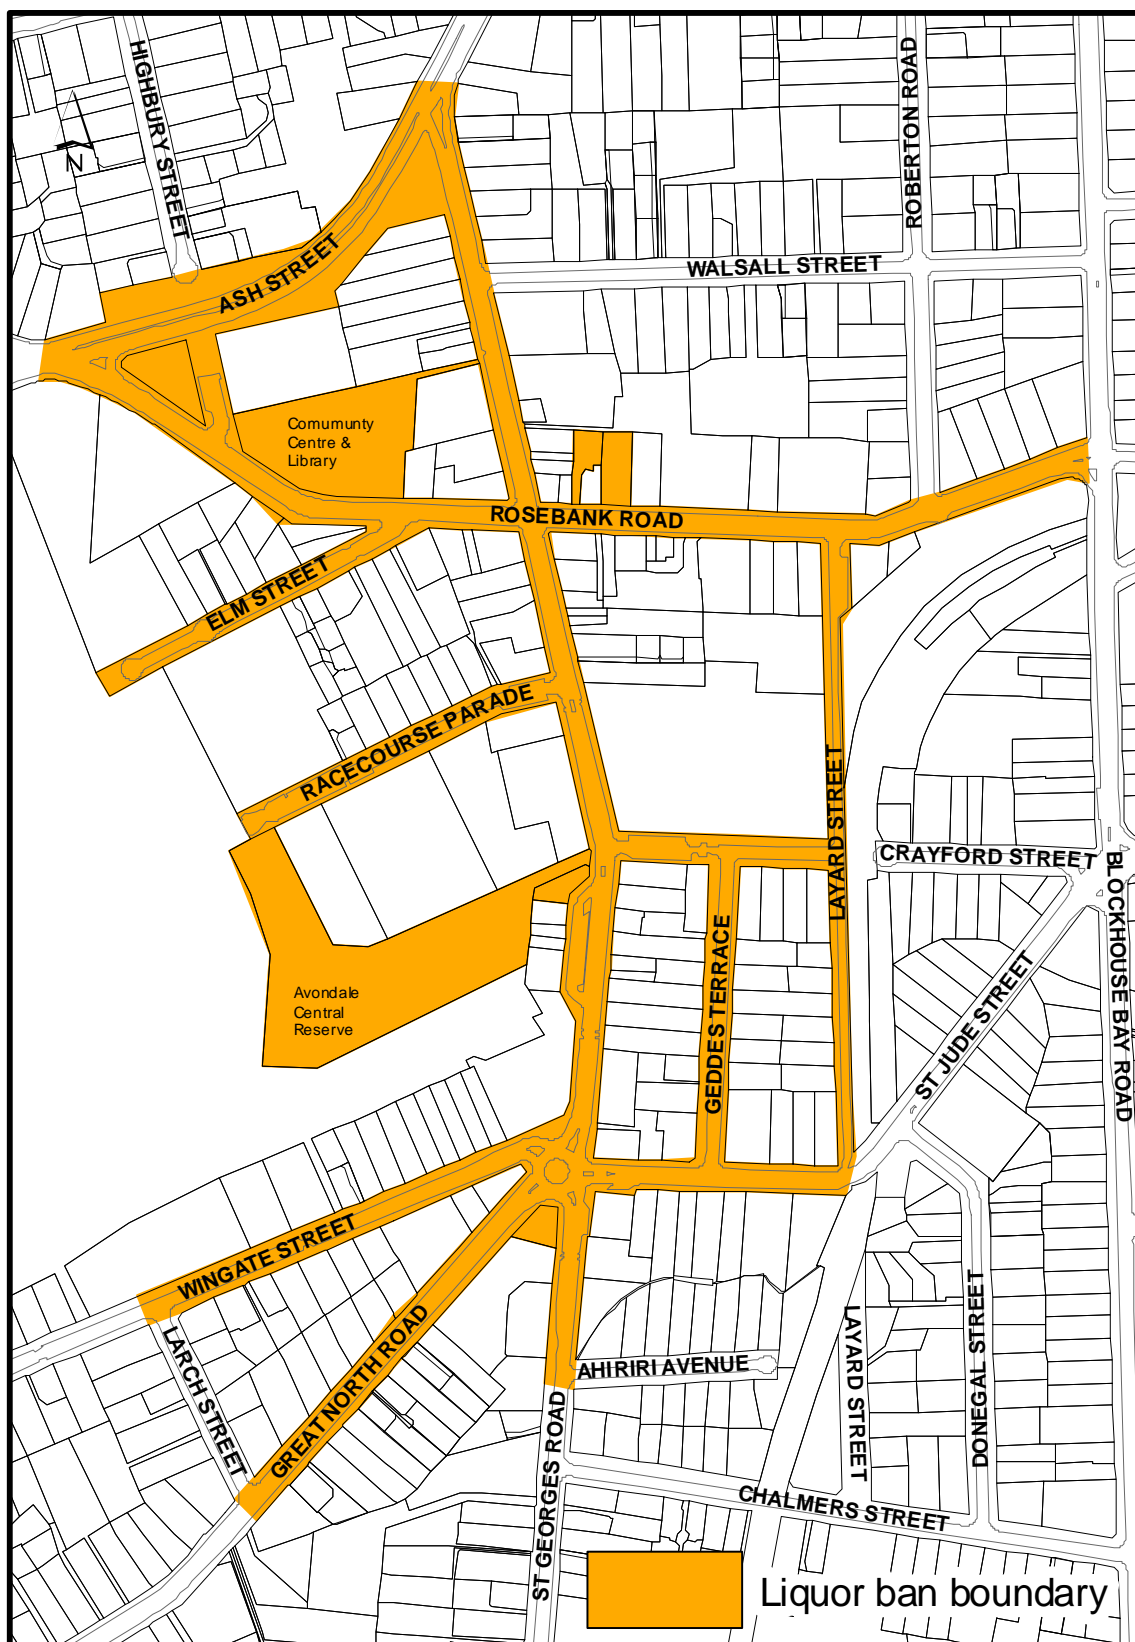 HIGHBURY STREET
ROBERTON ROAD
N
WALSALL STREET
ASH STREET
Comumunty
Centre &
Library
ROSEBANK ROAD
ELM STREET
RACECOURSE PARADE
LAYARD STREET
CRAYFORD STREET
BLOCKHOUSE BAY ROAD
GEDDES TERRACE
ST JUDE STREET
Avondale
Central
Reserve
WINGATE STREET
LARCH STREET
GREAT NORTH ROAD
AHIRIRI AVENUE
LAYARD STREET
DONEGAL STREET
ST GEORGES ROAD
CHALMERS STREET
Liquor ban boundary